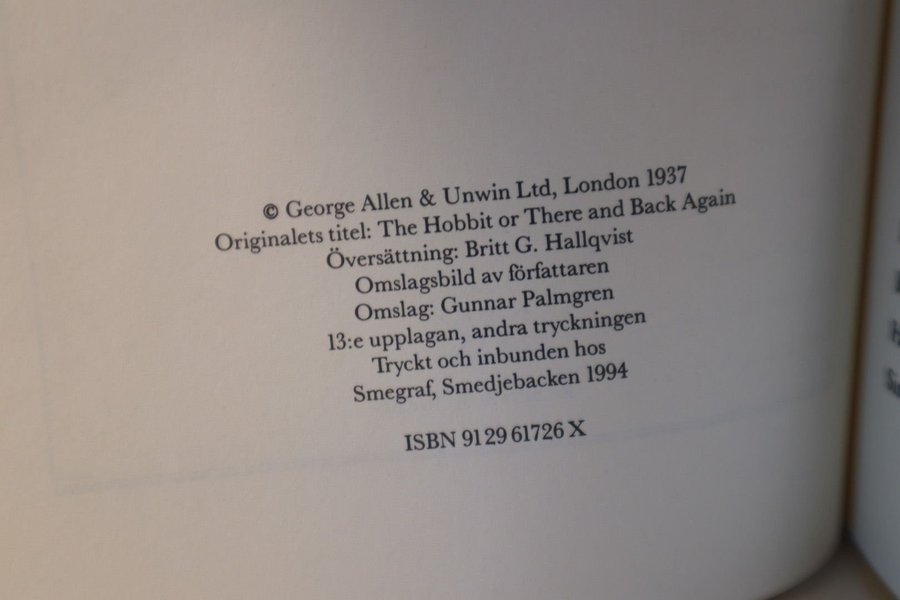 © George Allen & Unwin Ltd, London 1937
Originalets titel: The Hobbit or There and Back Again
Översättning: Britt G. Hallqvist
Omslagsbild av författaren
Omslag: Gunnar Palmgren
13:e upplagan, andra tryckningen
Tryckt och inbunden hos
Smegraf, Smedjebacken 1994
ISBN 91 29 61726 X